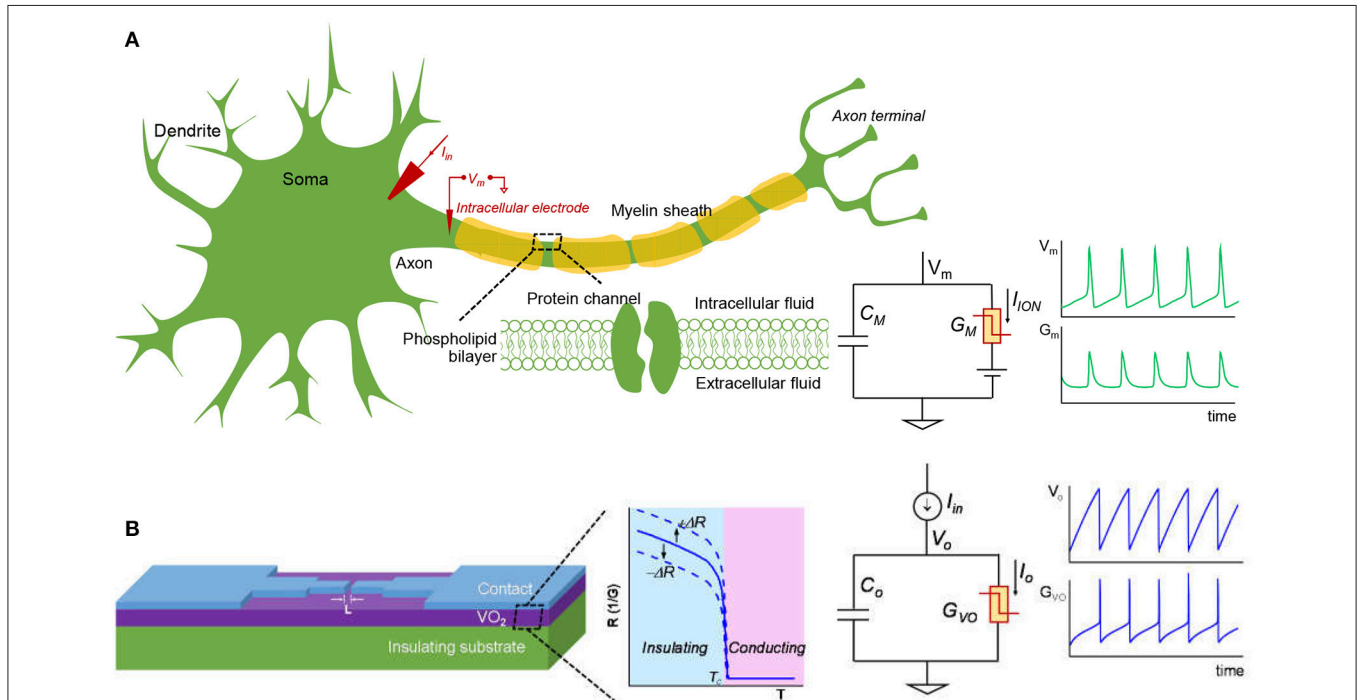 A
Dendrite
Soma
I_in
V_m
Intracellular electrode
Axon
Myelin sheath
Axon terminal
Protein channel
Phospholipid
bilayer
Intracellular fluid
Extracellular fluid
V_m
C_M
G_M
I_ION
V_m
G_m
time
B
Contact
L
VO₂
Insulating substrate
R (1/G)
+ΔR
−ΔR
Insulating
Conducting
T_C
T
I_in
V_o
C_o
G_VO
I_o
V_o
G_VO
time